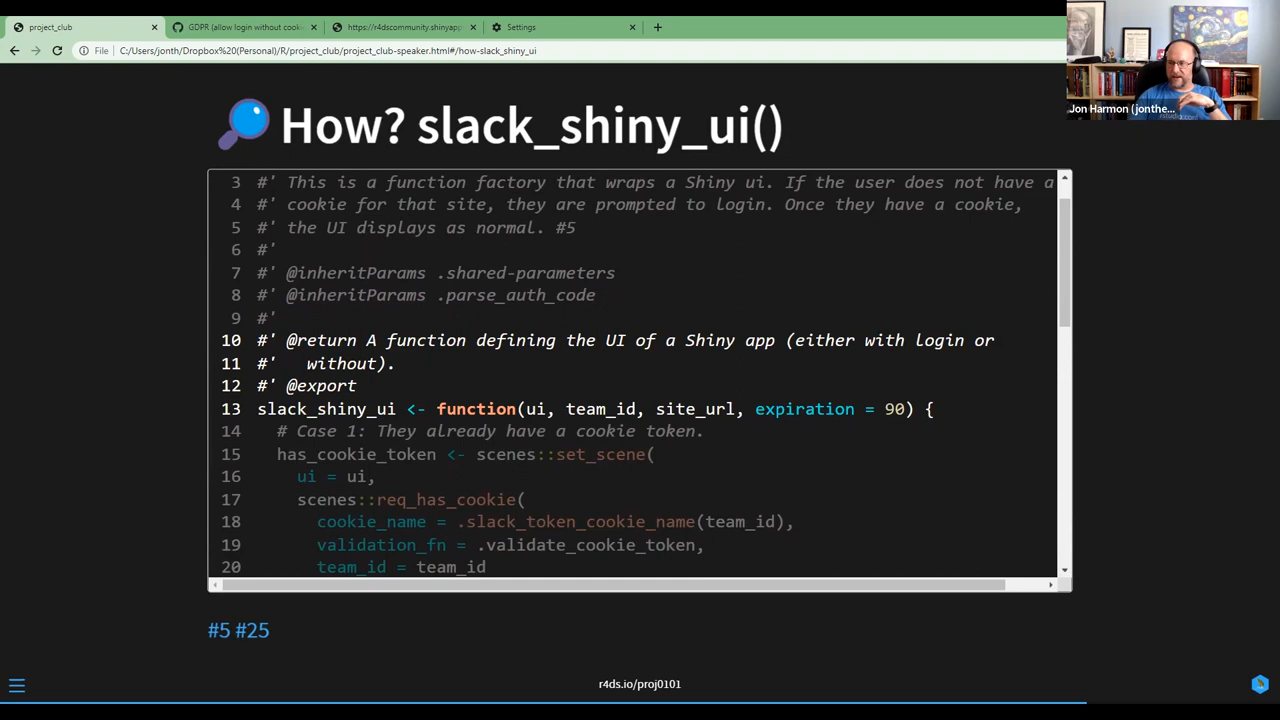 project_club
GDPR (allow login without cook
https://r4dscommunity.shinyapp
Settings
File
C:/Users/jonth/Dropbox%20(Personal)/R/project_club/project_club-speaker.html#/how-slack_shiny_ui
Jon Harmon (jonthe...
How? slack_shiny_ui()
3 #' This is a function factory that wraps a Shiny ui. If the user does not have a
4 #' cookie for that site, they are prompted to login. Once they have a cookie,
5 #' the UI displays as normal. #5
6 #'
7 #' @inheritParams .shared-parameters
8 #' @inheritParams .parse_auth_code
9 #'
10 #' @return A function defining the UI of a Shiny app (either with login or
11 #' without).
12 #' @export
13 slack_shiny_ui <- function(ui, team_id, site_url, expiration = 90) {
14 # Case 1: They already have a cookie token.
15 has_cookie_token <- scenes::set_scene(
16 ui = ui,
17 scenes::req_has_cookie(
18 cookie_name = .slack_token_cookie_name(team_id),
19 validation_fn = .validate_cookie_token,
20 team_id = team_id
#5 #25
r4ds.io/proj0101